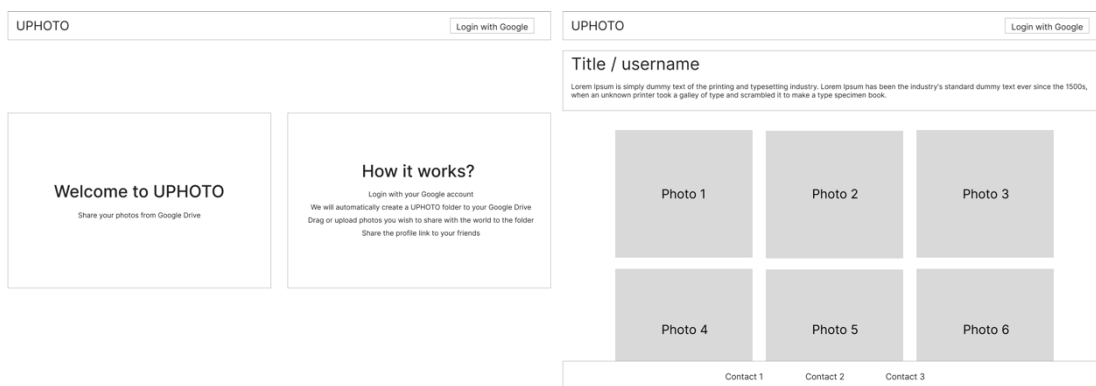 UPHOTO
Login with Google
Welcome to UPHOTO
Share your photos from Google Drive
How it works?
Login with your Google account
We will automatically create a UPHOTO folder to your Google Drive
Drag or upload photos you wish to share with the world to the folder
Share the profile link to your friends
UPHOTO
Login with Google
Title / username
Lorem Ipsum is simply dummy text of the printing and typesetting industry. Lorem Ipsum has been the industry's standard dummy text ever since the 1500s,
when an unknown printer took a galley of type and scrambled it to make a type specimen book.
Photo 1
Photo 2
Photo 3
Photo 4
Photo 5
Photo 6
Contact 1
Contact 2
Contact 3